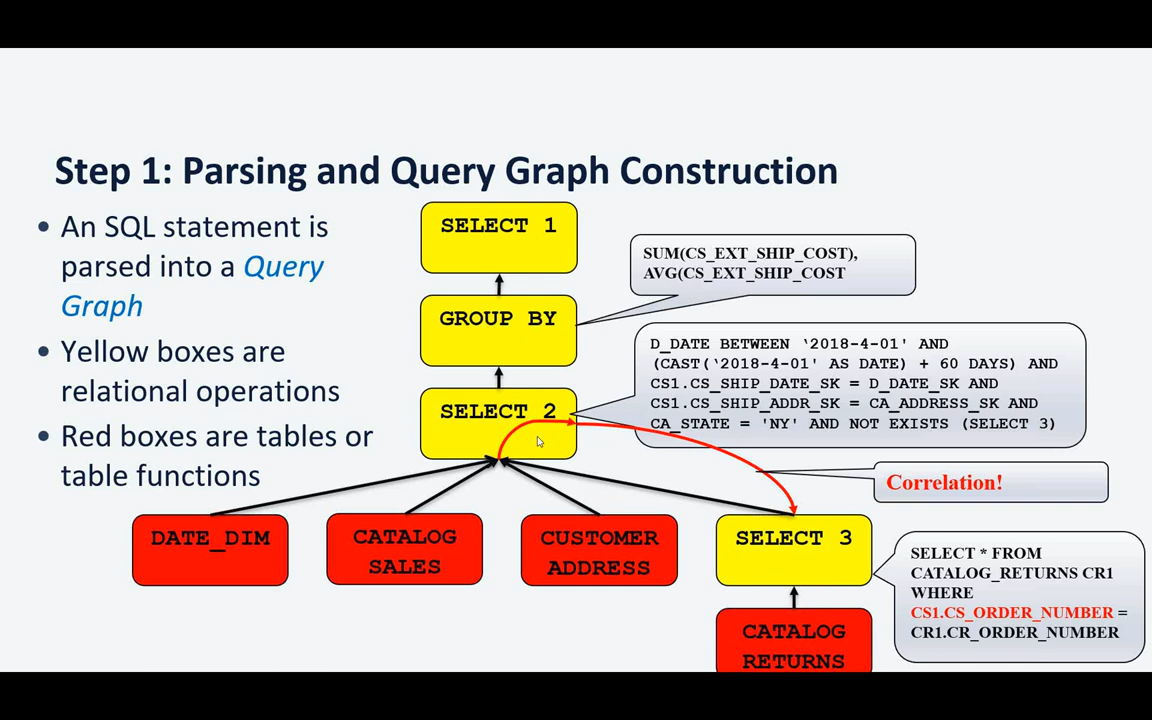 Step 1: Parsing and Query Graph Construction
• An SQL statement is
parsed into a Query
Graph
• Yellow boxes are
relational operations
• Red boxes are tables or
table functions
SELECT 1
GROUP BY
SELECT 2
SUM(CS_EXT_SHIP_COST),
AVG(CS_EXT_SHIP_COST
D_DATE BETWEEN ‘2018-4-01' AND
(CAST(‘2018-4-01' AS DATE) + 60 DAYS) AND
CS1.CS_SHIP_DATE_SK = D_DATE_SK AND
CS1.CS_SHIP_ADDR_SK = CA_ADDRESS_SK AND
CA_STATE = 'NY' AND NOT EXISTS (SELECT 3)
Correlation!
DATE_DIM
CATALOG
SALES
CUSTOMER
ADDRESS
SELECT 3
CATALOG
RETURNS
SELECT * FROM
CATALOG_RETURNS CR1
WHERE
CS1.CS_ORDER_NUMBER =
CR1.CR_ORDER_NUMBER